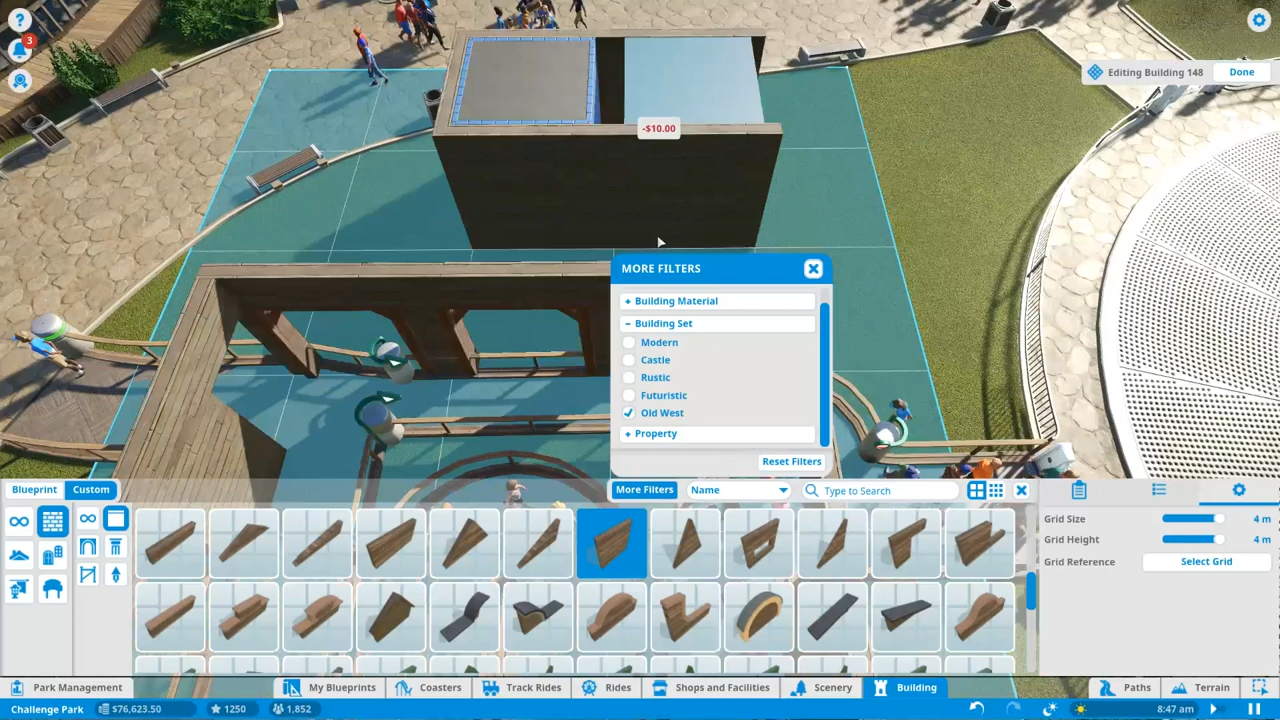 ?
3
Editing Building 148
Done
-$10.00
MORE FILTERS
+ Building Material
− Building Set
Modern
Castle
Rustic
Futuristic
Old West
+ Property
Reset Filters
Blueprint
Custom
More Filters
Name
Type to Search
Grid Size
4 m
Grid Height
4 m
Grid Reference
Select Grid
Park Management
My Blueprints
Coasters
Track Rides
Rides
Shops and Facilities
Scenery
Building
Paths
Terrain
Challenge Park
$76,623.50
1250
1,852
8:47 am